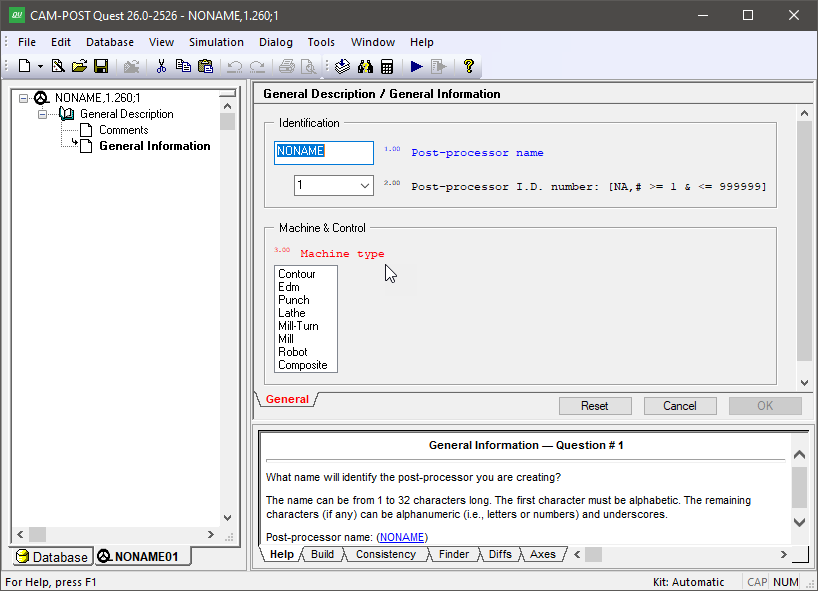 CAM-POST Quest 26.0-2526 - NONAME,1.260;1
File Edit Database View Simulation Dialog Tools Window Help
NONAME,1.260;1
General Description
Comments
General Information
Database NONAME01
General Description / General Information
Identification
NONAME 1.00 Post-processor name
1 2.00 Post-processor I.D. number: [NA,# >= 1 & <= 999999]
Machine & Control
3.00 Machine type
Contour
Edm
Punch
Lathe
Mill-Turn
Mill
Robot
Composite
General
Reset Cancel OK
General Information — Question # 1
What name will identify the post-processor you are creating?
The name can be from 1 to 32 characters long. The first character must be alphabetic. The remaining
characters (if any) can be alphanumeric (i.e., letters or numbers) and underscores.
Post-processor name: (NONAME)
Help Build Consistency Finder Diffs Axes
For Help, press F1 Kit: Automatic CAP NUM